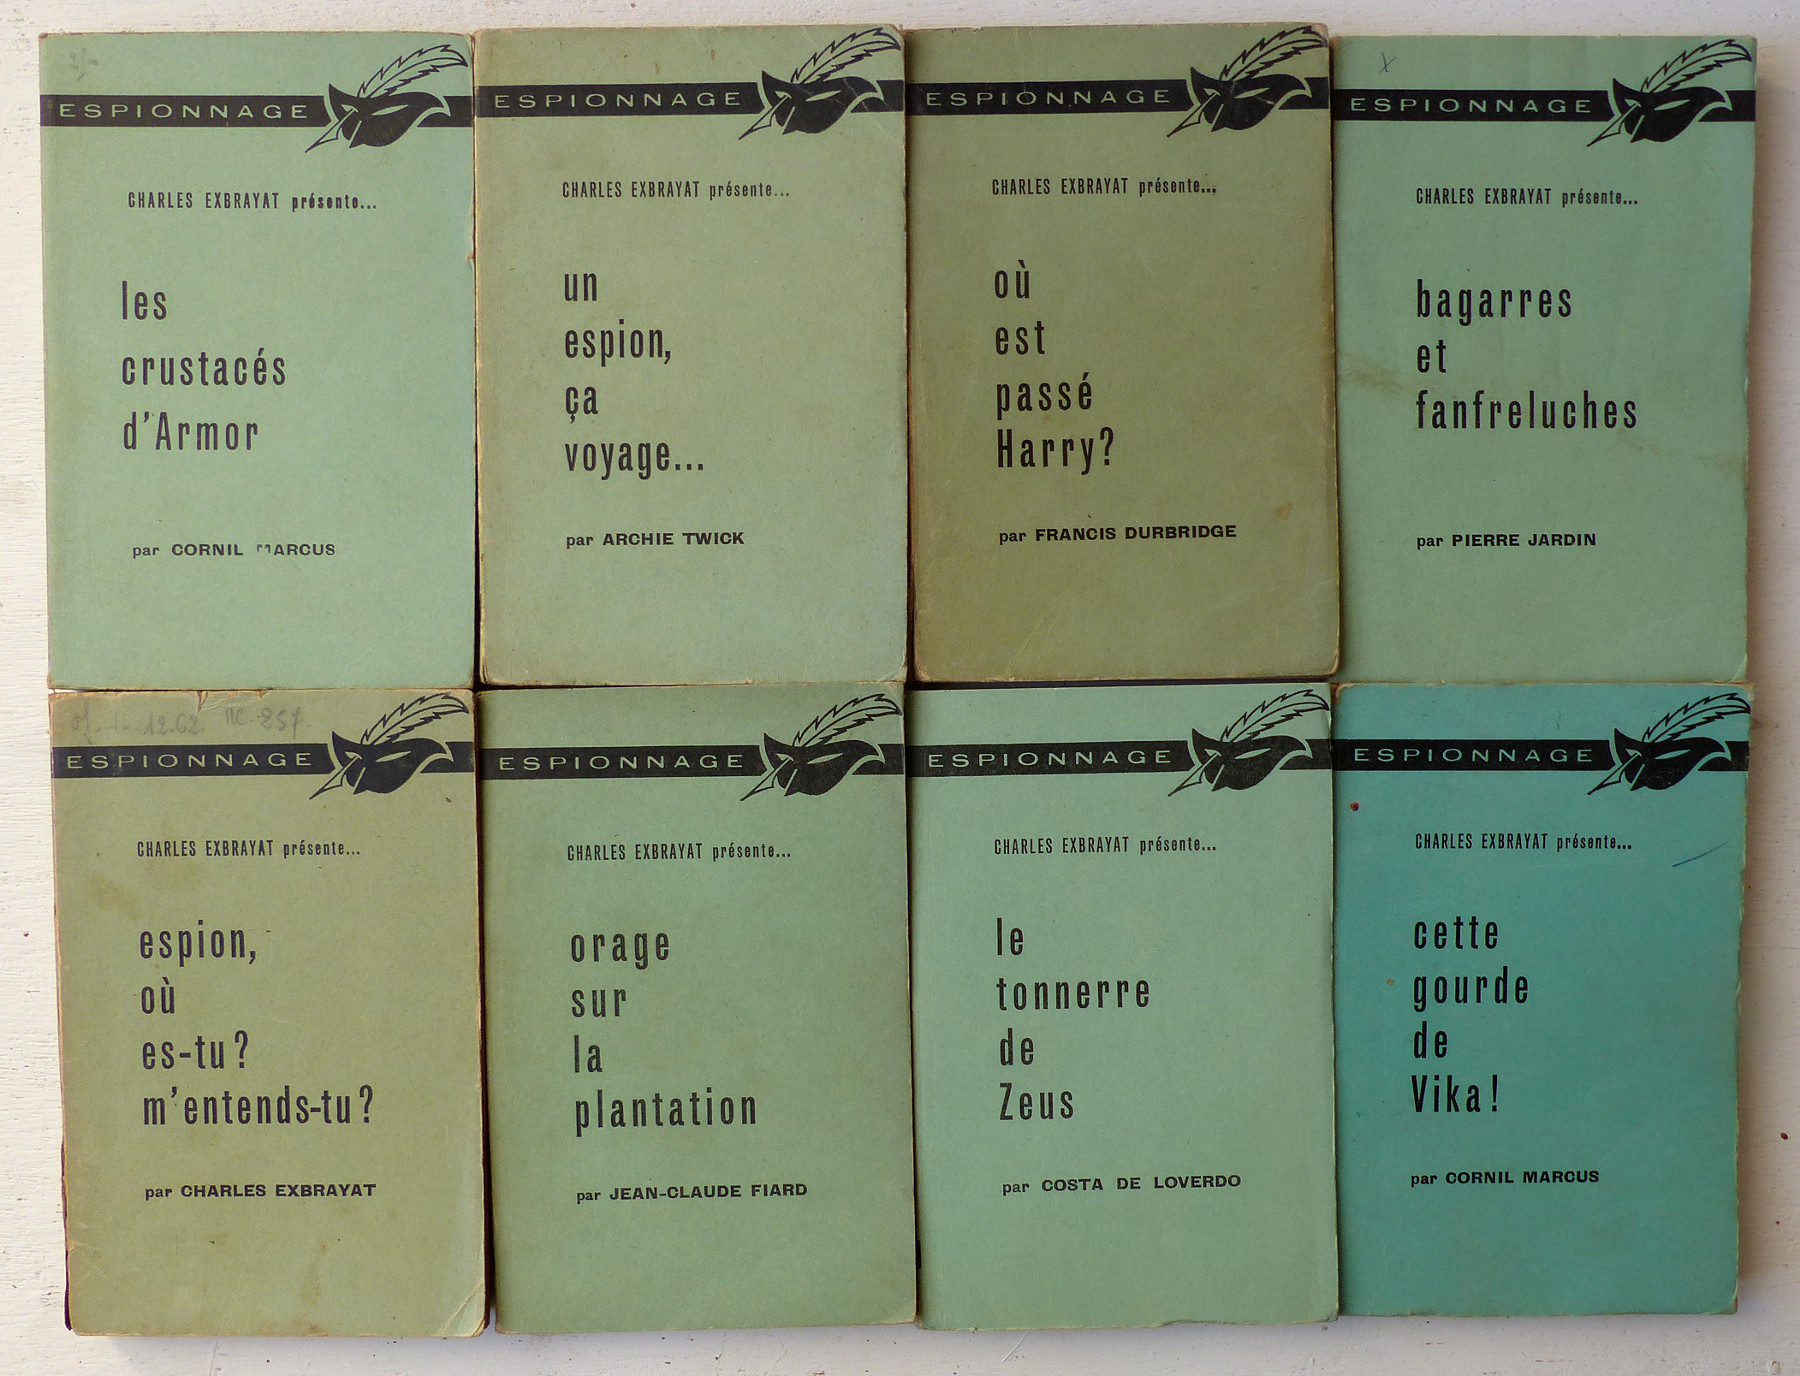 ESPIONNAGE
CHARLES EXBRAYAT présente...
les
crustacés
d'Armor
par CORNIL MARCUS
ESPIONNAGE
CHARLES EXBRAYAT présente...
un
espion,
ça
voyage...
par ARCHIE TWICK
ESPIONNAGE
CHARLES EXBRAYAT présente...
où
est
passé
Harry?
par FRANCIS DURBRIDGE
ESPIONNAGE
CHARLES EXBRAYAT présente...
bagarres
et
fanfreluches
par PIERRE JARDIN
12.62. 257
ESPIONNAGE
CHARLES EXBRAYAT présente...
espion,
où
es-tu?
m'entends-tu?
par CHARLES EXBRAYAT
ESPIONNAGE
CHARLES EXBRAYAT présente...
orage
sur
la
plantation
par JEAN-CLAUDE FIARD
ESPIONNAGE
CHARLES EXBRAYAT présente...
le
tonnerre
de
Zeus
par COSTA DE LOVERDO
ESPIONNAGE
CHARLES EXBRAYAT présente...
cette
gourde
de
Vika!
par CORNIL MARCUS